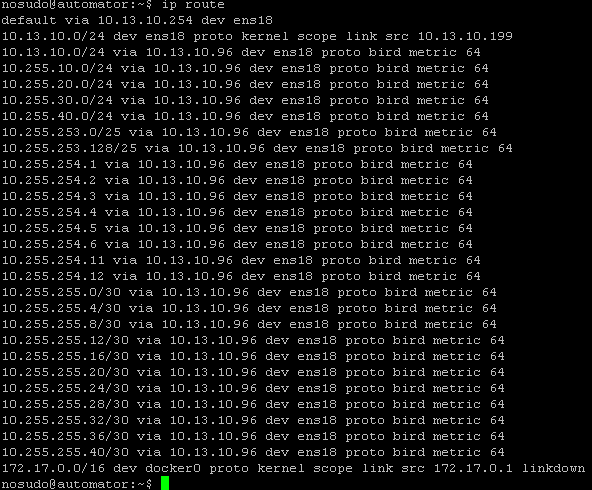 nosudo@automator:~$ ip route
default via 10.13.10.254 dev ens18
10.13.10.0/24 dev ens18 proto kernel scope link src 10.13.10.199
10.13.10.0/24 via 10.13.10.96 dev ens18 proto bird metric 64
10.255.10.0/24 via 10.13.10.96 dev ens18 proto bird metric 64
10.255.20.0/24 via 10.13.10.96 dev ens18 proto bird metric 64
10.255.30.0/24 via 10.13.10.96 dev ens18 proto bird metric 64
10.255.40.0/24 via 10.13.10.96 dev ens18 proto bird metric 64
10.255.253.0/25 via 10.13.10.96 dev ens18 proto bird metric 64
10.255.253.128/25 via 10.13.10.96 dev ens18 proto bird metric 64
10.255.254.1 via 10.13.10.96 dev ens18 proto bird metric 64
10.255.254.2 via 10.13.10.96 dev ens18 proto bird metric 64
10.255.254.3 via 10.13.10.96 dev ens18 proto bird metric 64
10.255.254.4 via 10.13.10.96 dev ens18 proto bird metric 64
10.255.254.5 via 10.13.10.96 dev ens18 proto bird metric 64
10.255.254.6 via 10.13.10.96 dev ens18 proto bird metric 64
10.255.254.11 via 10.13.10.96 dev ens18 proto bird metric 64
10.255.254.12 via 10.13.10.96 dev ens18 proto bird metric 64
10.255.255.0/30 via 10.13.10.96 dev ens18 proto bird metric 64
10.255.255.4/30 via 10.13.10.96 dev ens18 proto bird metric 64
10.255.255.8/30 via 10.13.10.96 dev ens18 proto bird metric 64
10.255.255.12/30 via 10.13.10.96 dev ens18 proto bird metric 64
10.255.255.16/30 via 10.13.10.96 dev ens18 proto bird metric 64
10.255.255.20/30 via 10.13.10.96 dev ens18 proto bird metric 64
10.255.255.24/30 via 10.13.10.96 dev ens18 proto bird metric 64
10.255.255.28/30 via 10.13.10.96 dev ens18 proto bird metric 64
10.255.255.32/30 via 10.13.10.96 dev ens18 proto bird metric 64
10.255.255.36/30 via 10.13.10.96 dev ens18 proto bird metric 64
10.255.255.40/30 via 10.13.10.96 dev ens18 proto bird metric 64
172.17.0.0/16 dev docker0 proto kernel scope link src 172.17.0.1 linkdown
nosudo@automator:~$